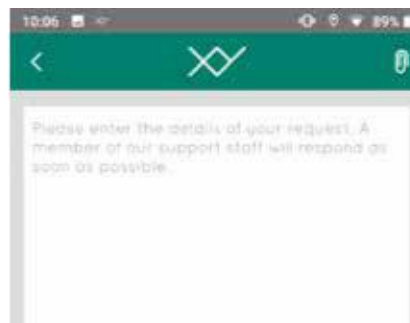 10:06 89%
Please enter the details of your request. A
member of our support staff will respond as
soon as possible.